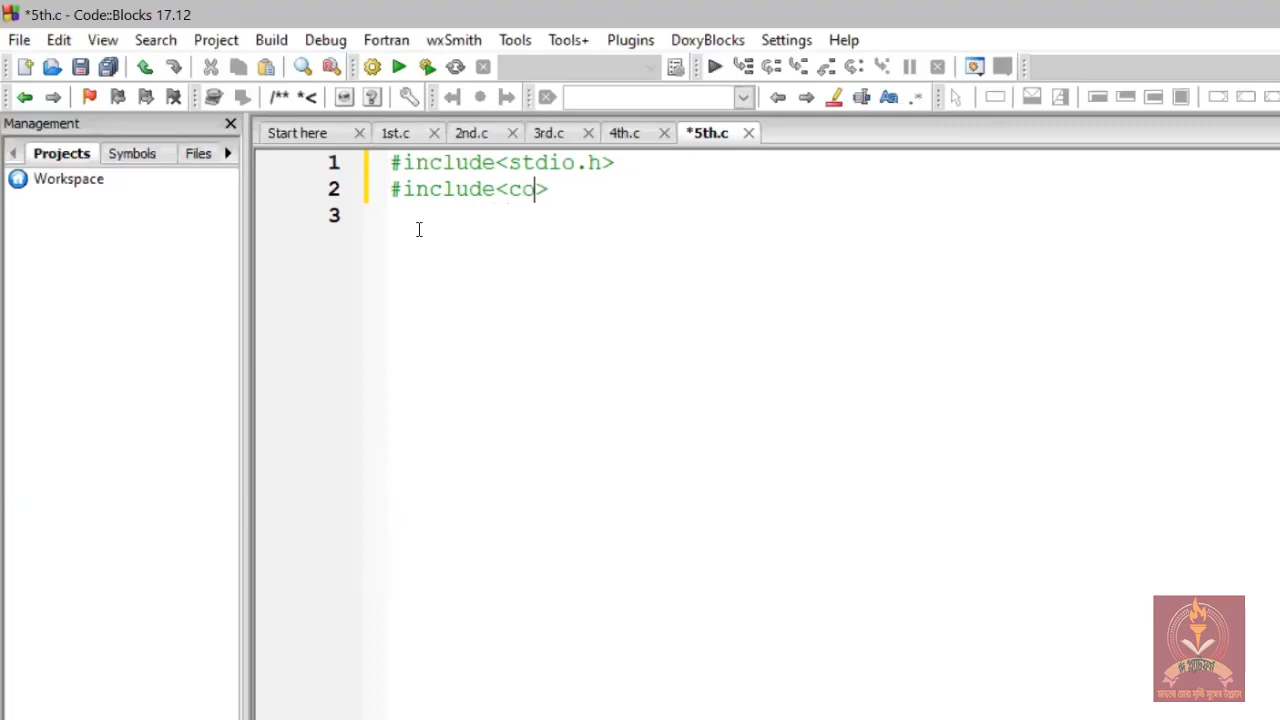 *5th.c - Code::Blocks 17.12
File Edit View Search Project Build Debug Fortran wxSmith Tools Tools+ Plugins DoxyBlocks Settings Help
/** *<
Aa .*
Management
Projects Symbols Files
Workspace
Start here 1st.c 2nd.c 3rd.c 4th.c *5th.c
1 #include<stdio.h>
2 #include<co>
3
দি প্ল্যাটফর্ম